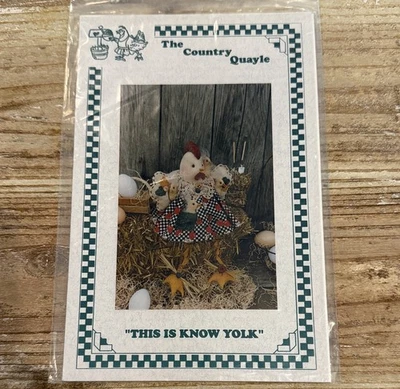 The
Country
Quayle
"THIS IS KNOW YOLK"